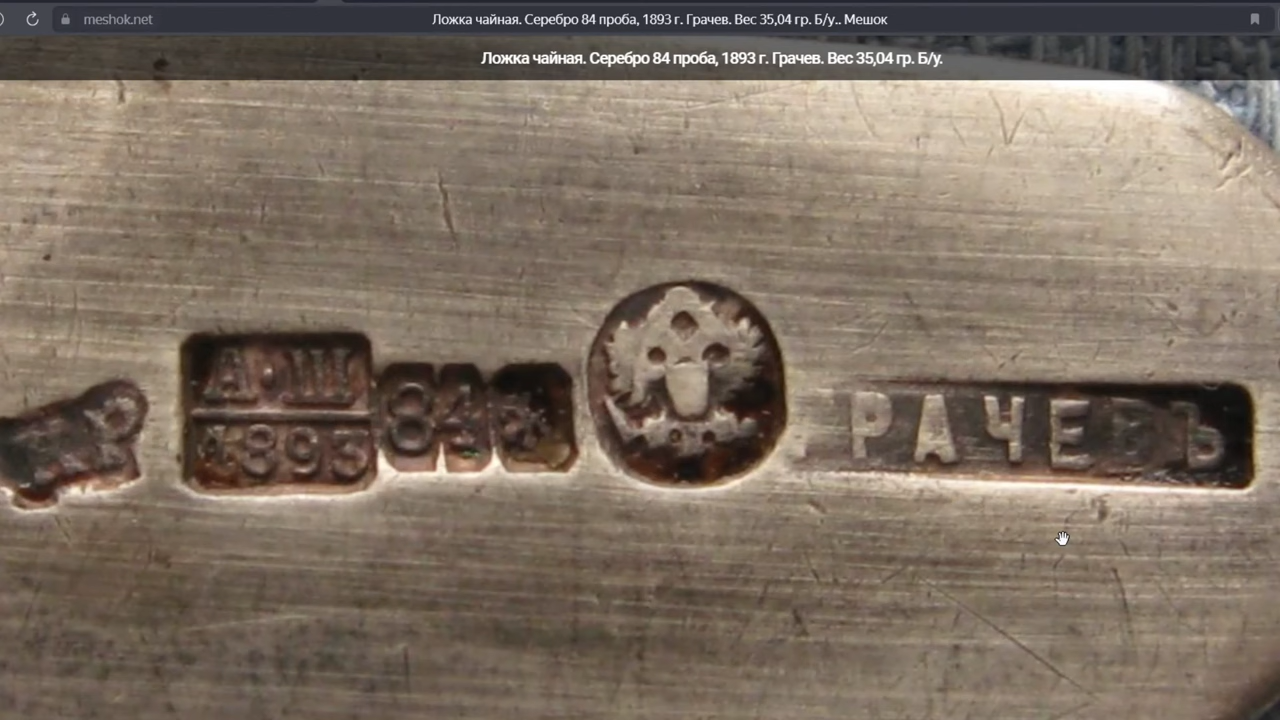 meshok.net
Ложка чайная. Серебро 84 проба, 1893 г. Грачев. Вес 35,04 гр. Б/у.. Мешок
Ложка чайная. Серебро 84 проба, 1893 г. Грачев. Вес 35,04 гр. Б/у.
А·Ш
1893
84
РАЧЕВЪ